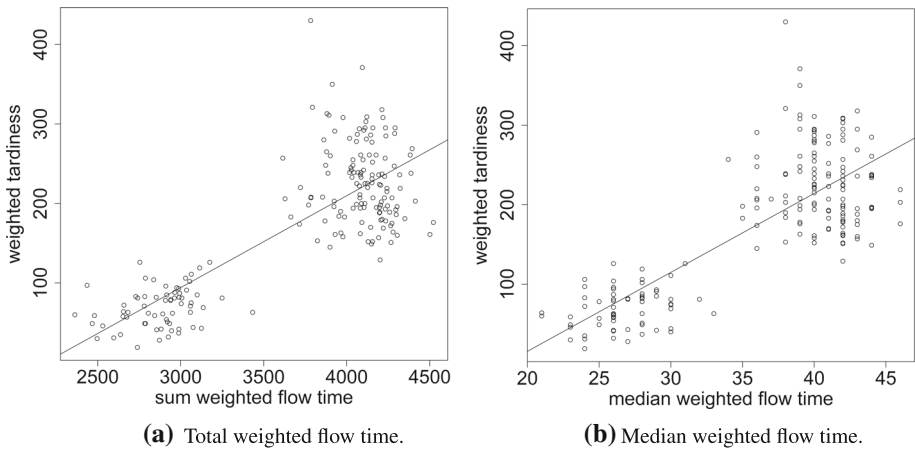 400
300
200
100
weighted tardiness
2500 3000 3500 4000 4500
sum weighted flow time
(a) Total weighted flow time.
400
300
200
100
weighted tardiness
20 25 30 35 40 45
median weighted flow time
(b) Median weighted flow time.